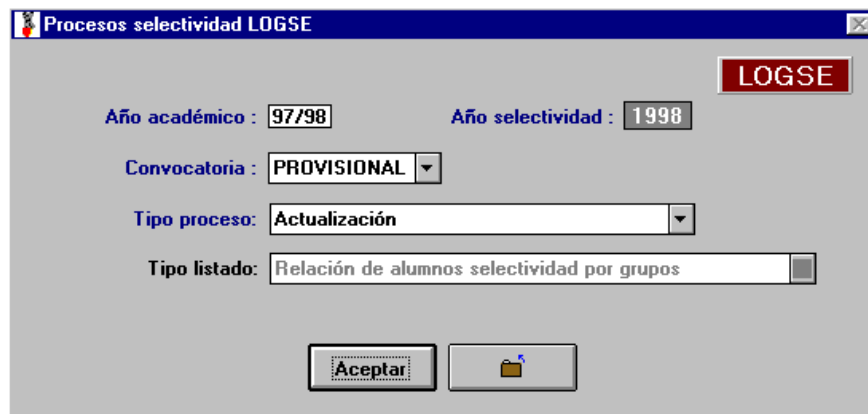 Procesos selectividad LOGSE
LOGSE
Año académico : 97/98 Año selectividad : 1998
Convocatoria : PROVISIONAL
Tipo proceso: Actualización
Tipo listado: Relación de alumnos selectividad por grupos
Aceptar